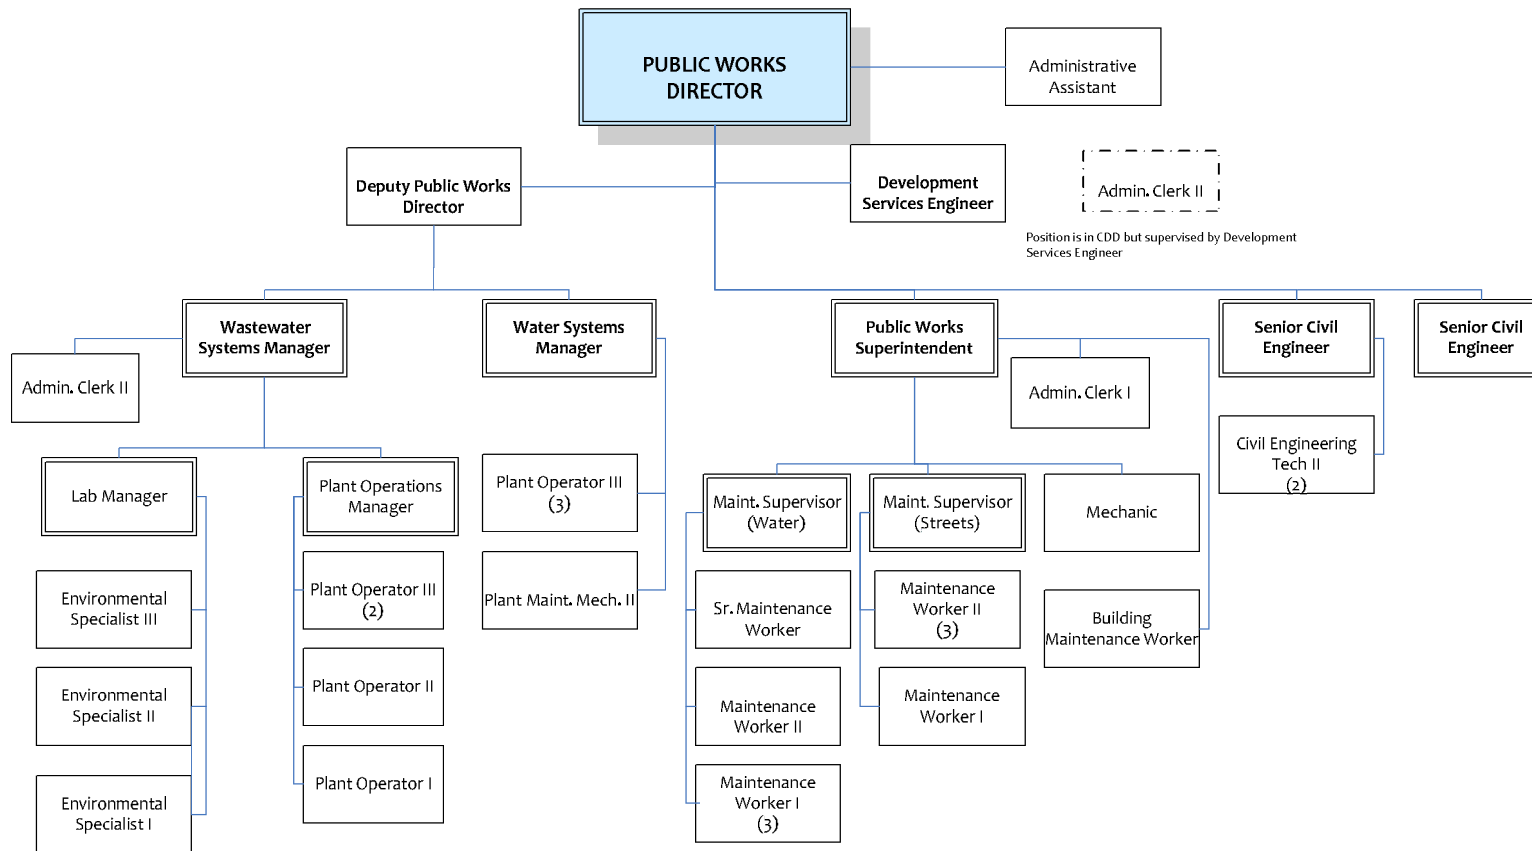 PUBLIC WORKS
DIRECTOR
Administrative
Assistant
Deputy Public Works
Director
Development
Services Engineer
Admin. Clerk II
Position is in CDD but supervised by Development
Services Engineer
Wastewater
Systems Manager
Water Systems
Manager
Public Works
Superintendent
Senior Civil
Engineer
Senior Civil
Engineer
Admin. Clerk II
Admin. Clerk I
Civil Engineering
Tech II
(2)
Lab Manager
Plant Operations
Manager
Plant Operator III
(3)
Maint. Supervisor
(Water)
Maint. Supervisor
(Streets)
Mechanic
Environmental
Specialist III
Plant Operator III
(2)
Plant Maint. Mech. II
Sr. Maintenance
Worker
Maintenance
Worker II
(3)
Building
Maintenance Worker
Environmental
Specialist II
Plant Operator II
Maintenance
Worker II
Maintenance
Worker I
Environmental
Specialist I
Plant Operator I
Maintenance
Worker I
(3)